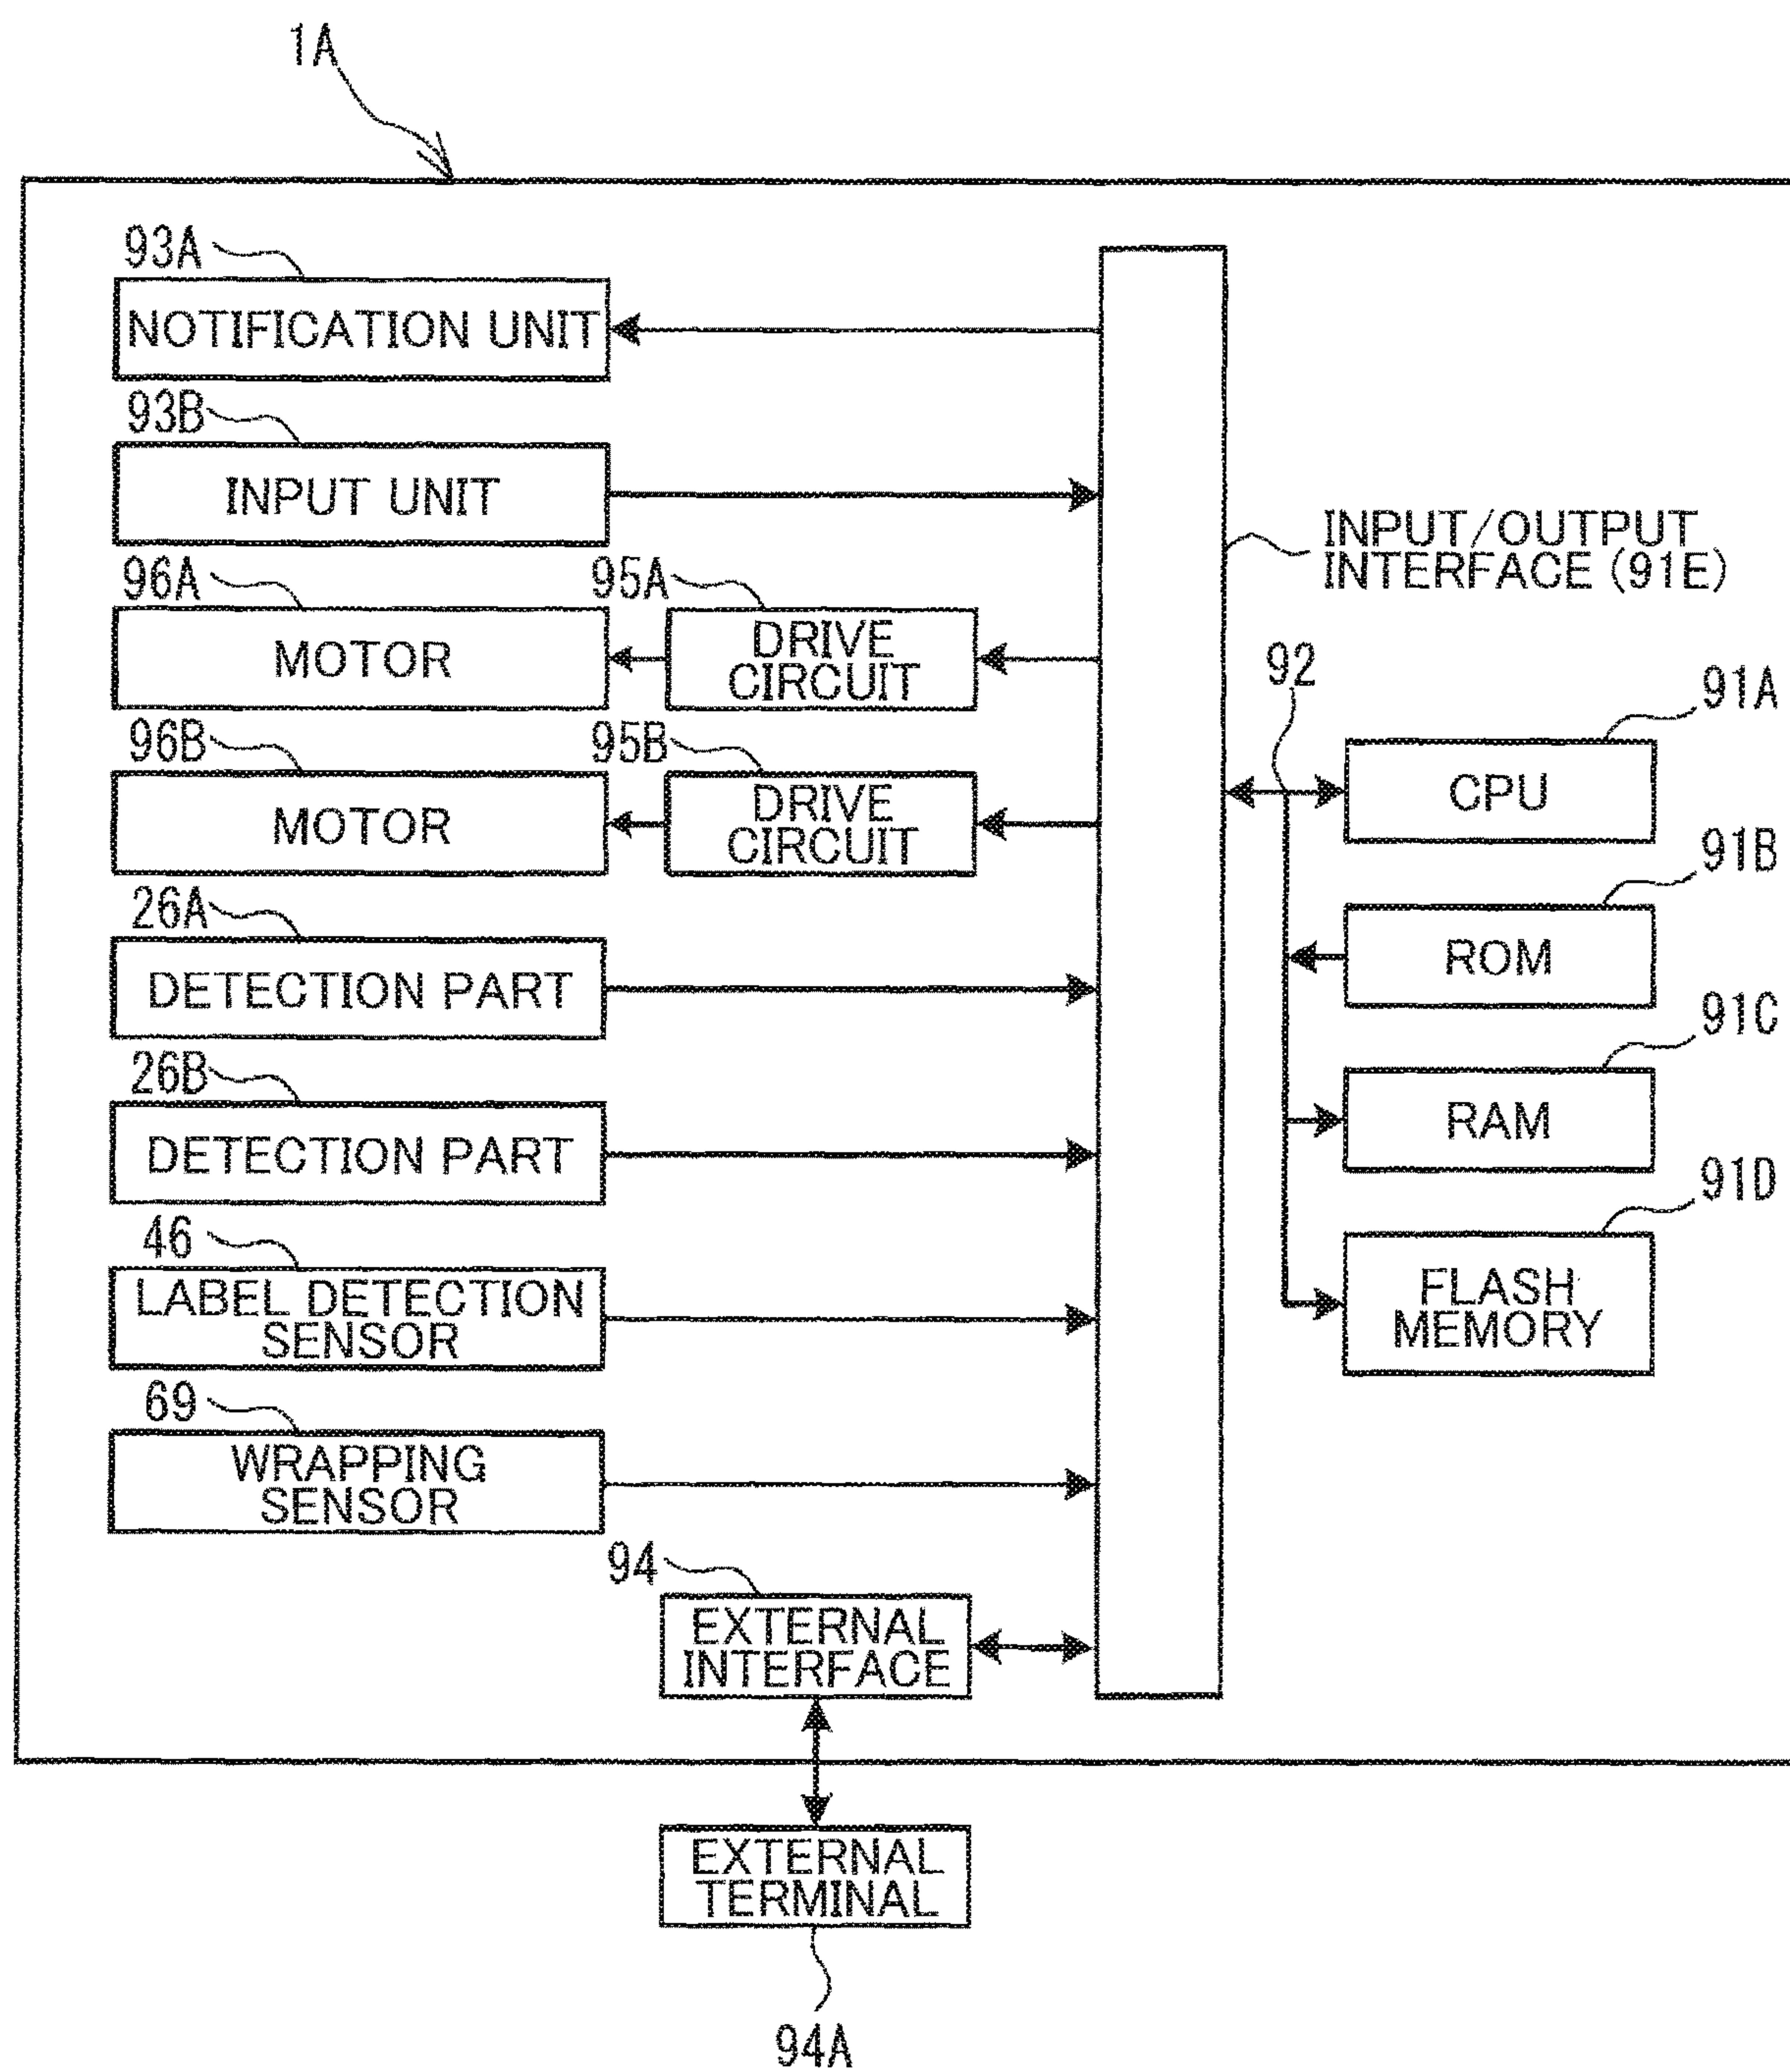 1A
93A
NOTIFICATION UNIT
93B
INPUT UNIT
INPUT/OUTPUT
INTERFACE (91E)
96A
MOTOR
95A
DRIVE
CIRCUIT
92
91A
CPU
96B
MOTOR
95B
DRIVE
CIRCUIT
91B
ROM
26A
DETECTION PART
91C
RAM
26B
DETECTION PART
91D
FLASH
MEMORY
46
LABEL DETECTION
SENSOR
69
WRAPPING
SENSOR
94
EXTERNAL
INTERFACE
EXTERNAL
TERMINAL
94A